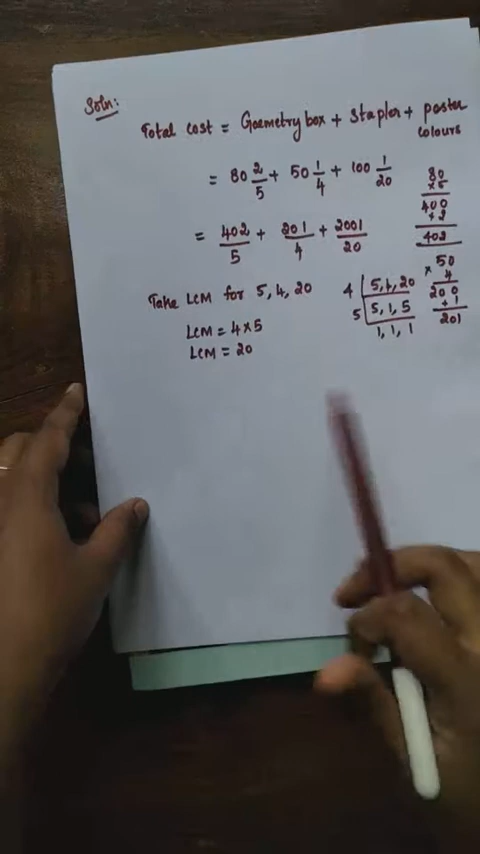 Soln:
Total cost = Geometry box + Stapler + poster
colours
= 80 2/5 + 50 1/4 + 100 1/20
= 402/5 + 201/4 + 2001/20
80
×5
400
+2
402
Take LCM for 5, 4, 20
LCM = 4×5
LCM = 20
4 | 5, 4, 20
5 | 5, 1, 5
1, 1, 1
50
× 4
200
+ 1
201